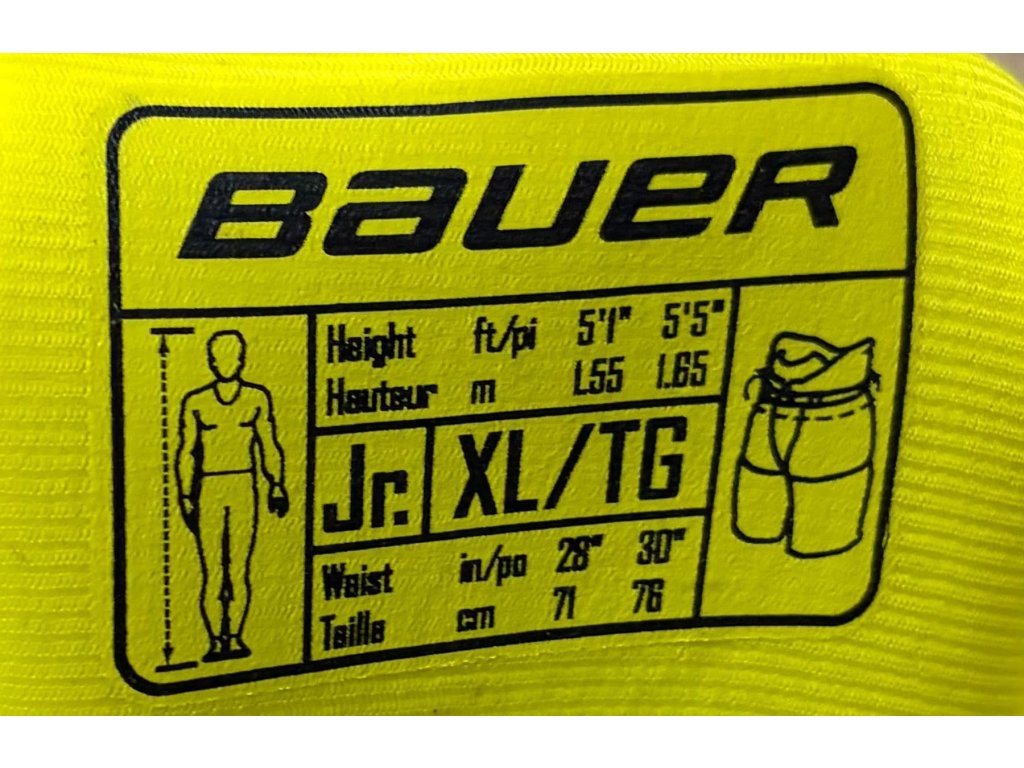 BAUER
Height ft/pi 5'1" 5'5"
Hauteur m 1.55 1.65
Jr. XL/TG
Waist in/po 28" 30"
Taille cm 71 76